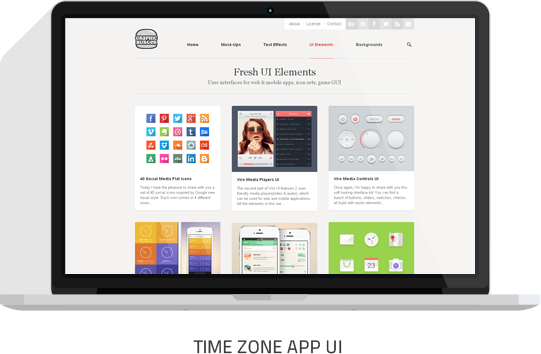 About License Contact
GRAPHIC
BURGER
Home Mock-Ups Text Effects UI Elements Backgrounds
Fresh UI Elements
User interfaces for web & mobile apps, icon sets, game GUI
40 Social Media Flat Icons
Today I have the pleasure to share with you a
set of 40 social icons inspired by Google new
visual style. Each icon comes in 4 different
sizes...
Viro Media Players UI
The second part of Viro UI features 2 user
friendly media players(video & audio), which
can be used for web and mobile applications.
All the elements in this set...
Viro Media Controls UI
Once again, I'm happy to share with you this
soft looking interface kit! You can find a
bunch of buttons, sliders, switches, checks,
all build with vector elements...
23
TIME ZONE APP UI